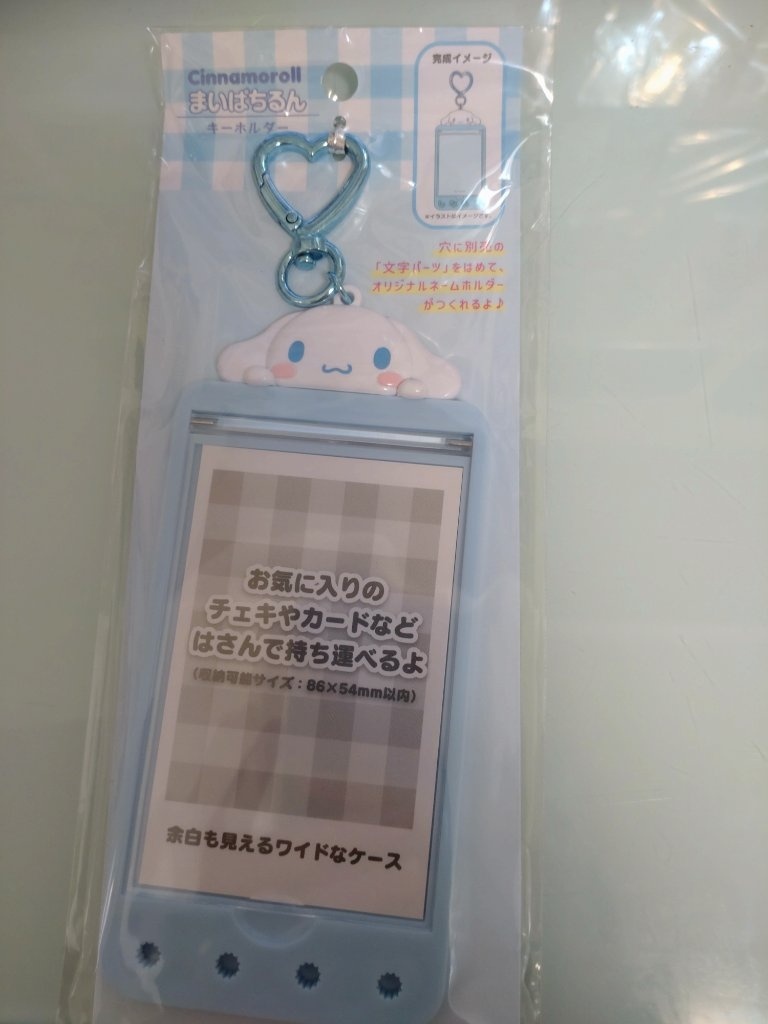 Cinnamoroll
まいぱちるん
キーホルダー
完成イメージ
※イラストはイメージです。
穴に別売の
「文字パーツ」をはめて、
オリジナルネームホルダー
がつくれるよ♪
お気に入りの
チェキやカードなど
はさんで持ち運べるよ
(収納可能サイズ：86×54mm以内)
余白も見えるワイドなケース